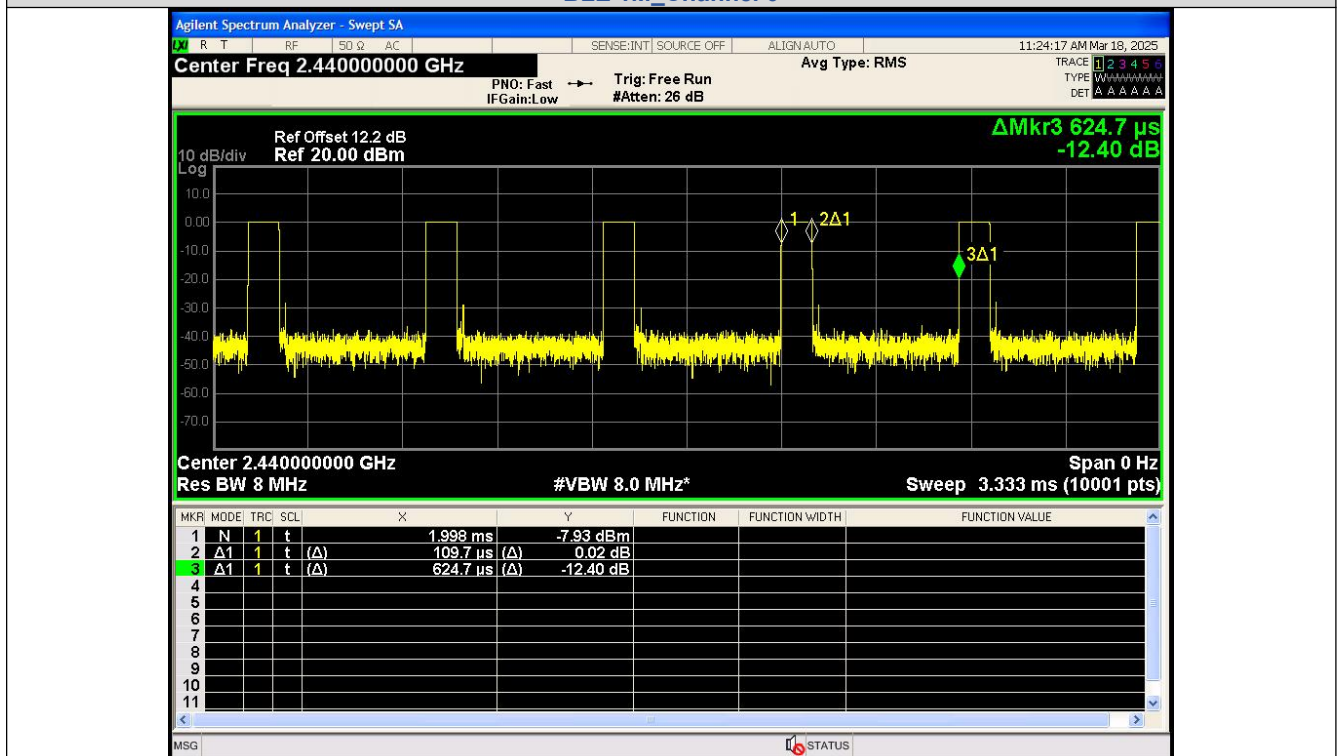 Agilent Spectrum Analyzer - Swept SA
LXI R T RF 50 Ω AC SENSE:INT SOURCE OFF ALIGN AUTO 11:24:17 AM Mar 18, 2025
Center Freq 2.440000000 GHz Avg Type: RMS TRACE 1 2 3 4 5 6
PNO: Fast Trig: Free Run TYPE
IFGain:Low #Atten: 26 dB DET A A A A A A
ΔMkr3 624.7 µs
Ref Offset 12.2 dB
10 dB/div Ref 20.00 dBm -12.40 dB
Log
10.0
0.00 1 2Δ1
-10.0 3Δ1
-20.0
-30.0
-40.0
-50.0
-60.0
-70.0
Center 2.440000000 GHz Span 0 Hz
Res BW 8 MHz #VBW 8.0 MHz* Sweep 3.333 ms (10001 pts)
MKR MODE TRC SCL X Y FUNCTION FUNCTION WIDTH FUNCTION VALUE
1 N 1 t 1.998 ms -7.93 dBm
2 Δ1 1 t (Δ) 109.7 µs (Δ) 0.02 dB
3 Δ1 1 t (Δ) 624.7 µs (Δ) -12.40 dB
4
5
6
7
8
9
10
11
MSG STATUS